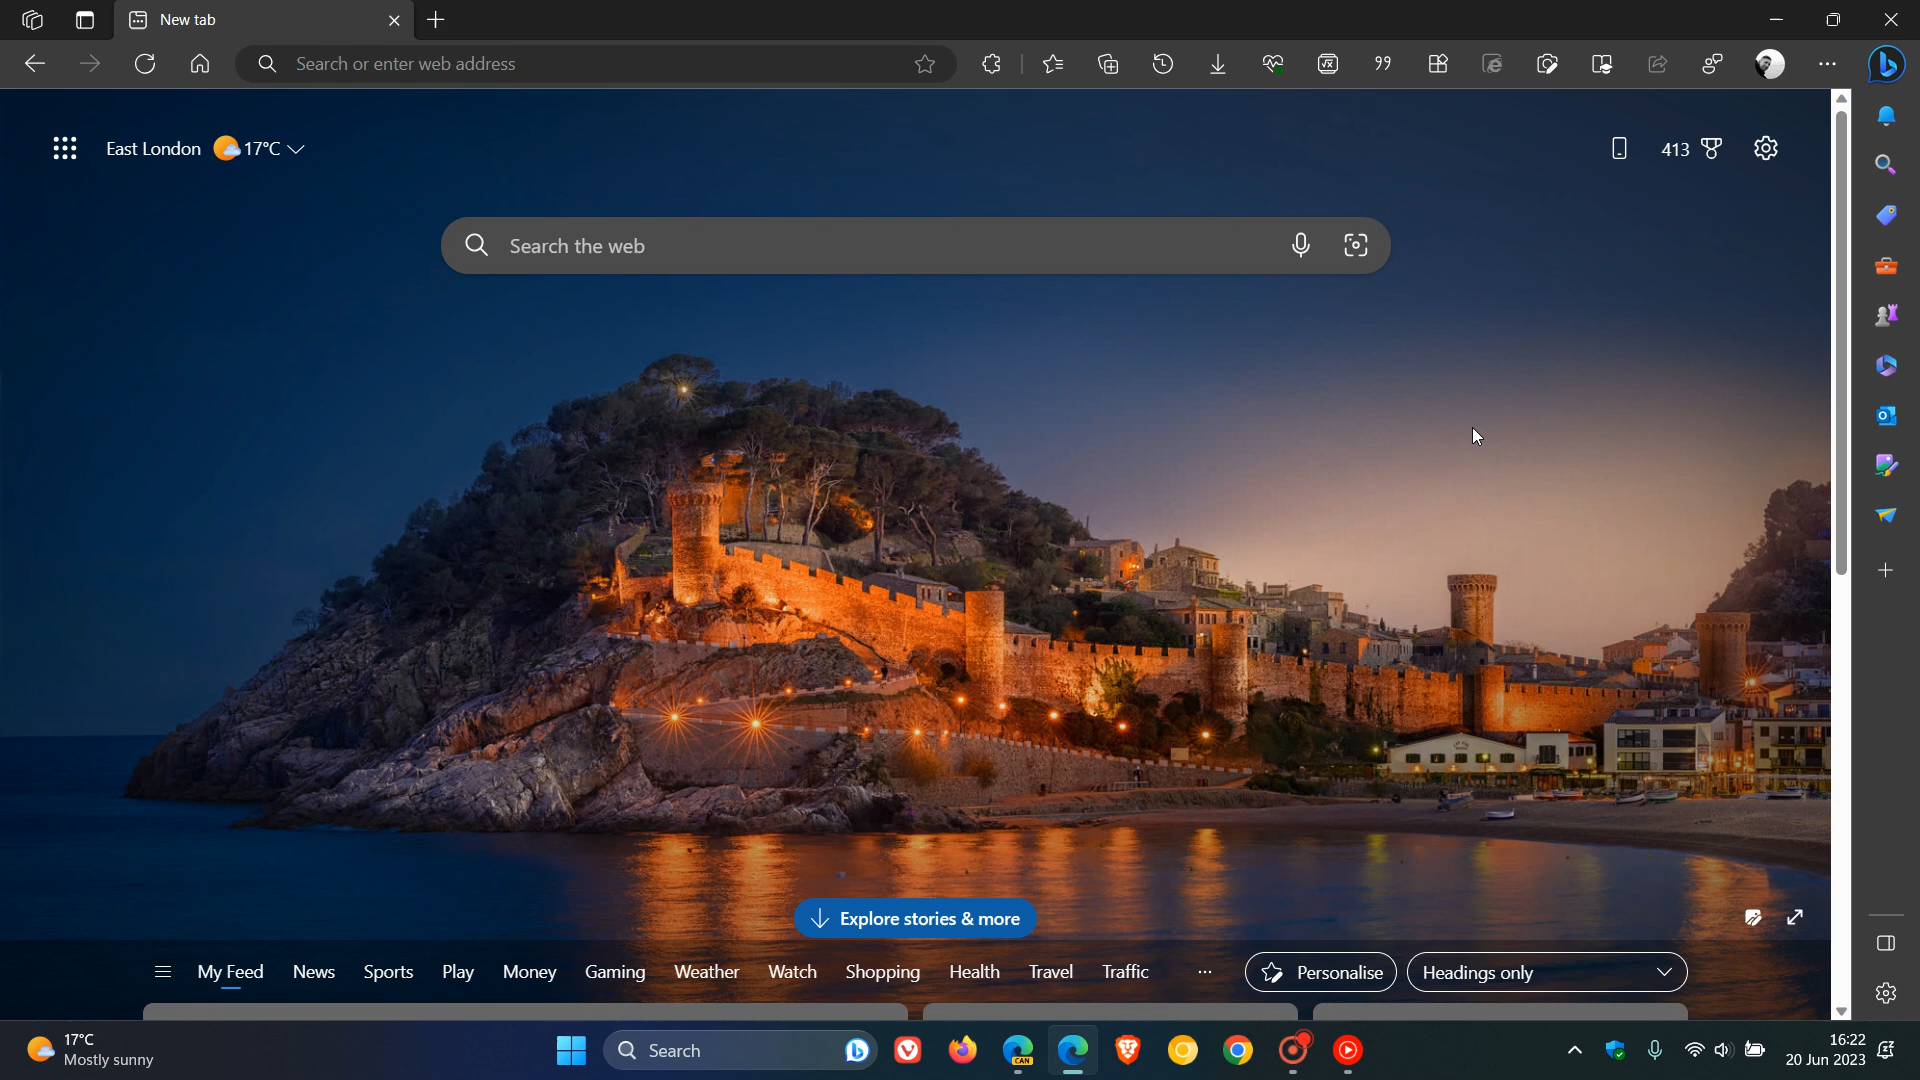 New tab
Search or enter web address
East London 17°C
413
Search the web
Explore stories & more
My Feed News Sports Play Money Gaming Weather Watch Shopping Health Travel Traffic ... Personalise Headings only
17°C
Mostly sunny
Search
CAN
16:22
20 Jun 2023